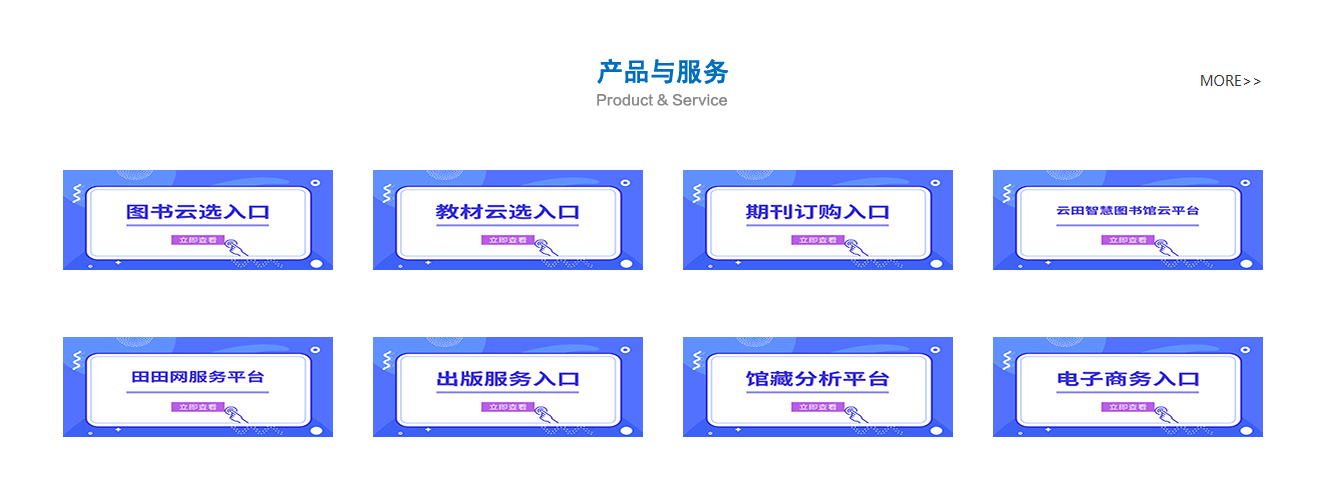 产品与服务
Product & Service
MORE>>
图书云选入口
立即查看
教材云选入口
立即查看
期刊订购入口
立即查看
云田智慧图书馆云平台
立即查看
田田网服务平台
立即查看
出版服务入口
立即查看
馆藏分析平台
立即查看
电子商务入口
立即查看